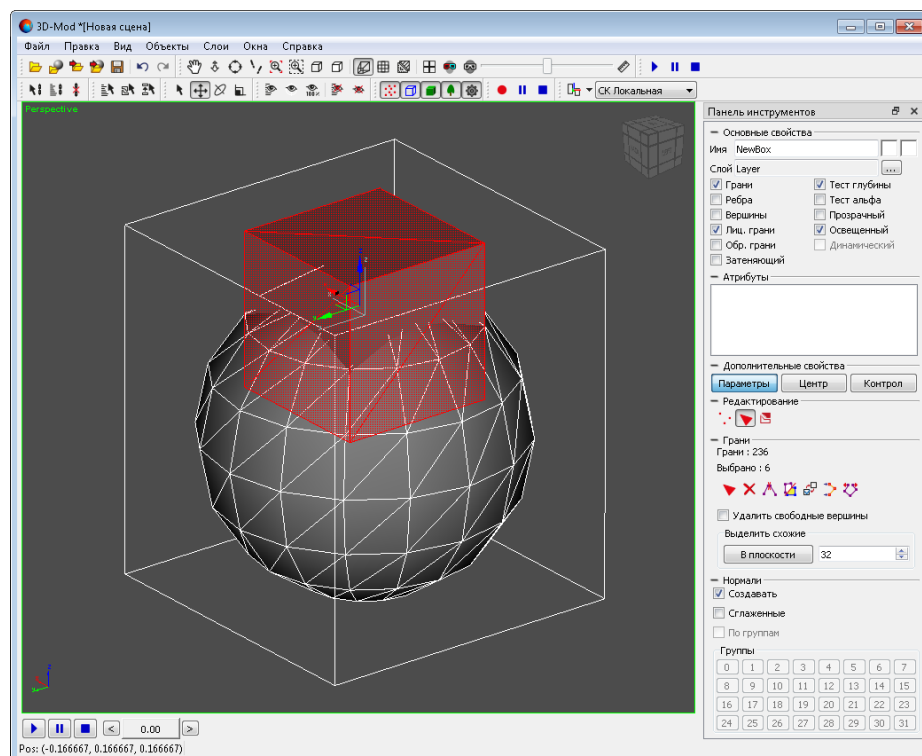 3D-Mod *[Новая сцена]
Файл Правка Вид Объекты Слои Окна Справка
100%
СК Локальная
Perspective
Панель инструментов
Основные свойства
Имя NewBox
Слой Layer ...
Грани Тест глубины
Ребра Тест альфа
Вершины Прозрачный
Лиц. грани Освещенный
Обр. грани Динамический
Затеняющий
Атрибуты
Дополнительные свойства
Параметры Центр Контрол
Редактирование
Грани
Грани : 236
Выбрано : 6
Удалить свободные вершины
Выделить схожие
В плоскости 32
Нормали
Создавать
Сглаженные
По группам
Группы
0 1 2 3 4 5 6 7
8 9 10 11 12 13 14 15
16 17 18 19 20 21 22 23
24 25 26 27 28 29 30 31
z
z
< 0.00 >
Pos: (-0.166667, 0.166667, 0.166667)